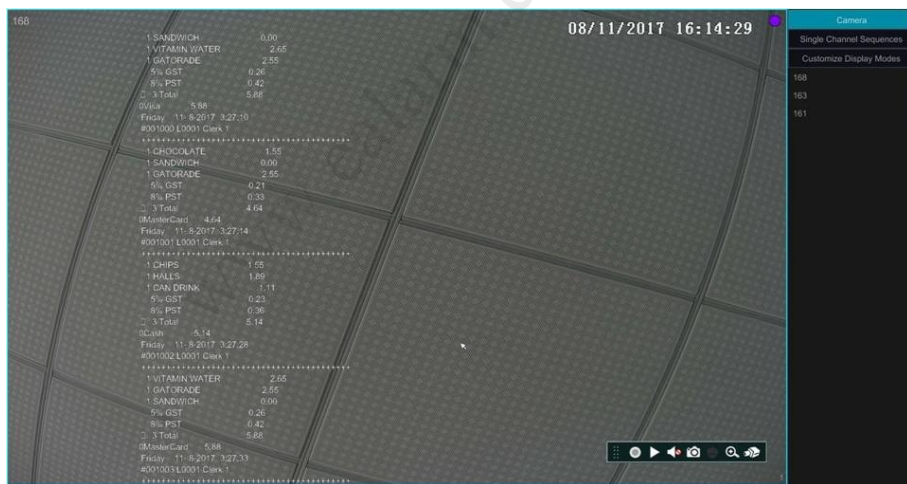 168
08/11/2017 16:14:29
1 SANDWICH 0.00
1 VITAMIN WATER 2.65
1 GATORADE 2.55
5% GST 0.26
8% PST 0.42
3 Total 5.88
Visa 5.88
Friday 11- 8-2017 3:27:10
#001000 L0001 Clerk 1
1 CHOCOLATE 1.55
1 SANDWICH 0.00
1 GATORADE 2.55
5% GST 0.21
8% PST 0.33
3 Total 4.64
MasterCard 4.64
Friday 11- 8-2017 3:27:14
#001001 L0001 Clerk 1
1 CHIPS 1.55
1 HALLS 1.89
1 CAN DRINK 1.11
5% GST 0.23
8% PST 0.36
3 Total 5.14
Cash 5.14
Friday 11- 8-2017 3:27:28
#001002 L0001 Clerk 1
1 VITAMIN WATER 2.65
1 GATORADE 2.55
1 SANDWICH 0.00
5% GST 0.26
8% PST 0.42
3 Total 5.88
MasterCard 5.88
Friday 11- 8-2017 3:27:33
#001003 L0001 Clerk 1
Camera
Single Channel Sequences
Customize Display Modes
168
163
161
1